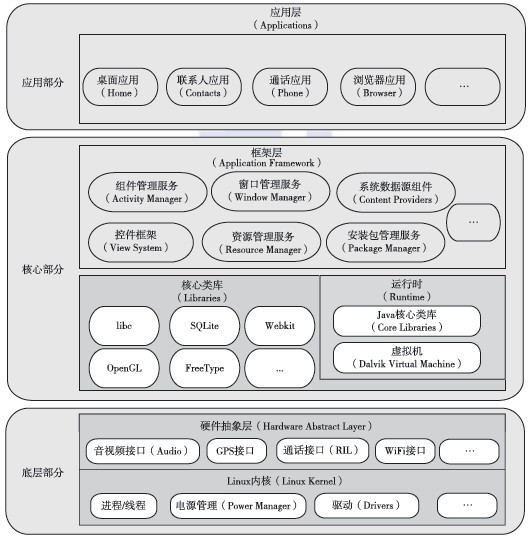 应用层
（Applications）
应用部分
桌面应用
（Home）
联系人应用
（Contacts）
通话应用
（Phone）
浏览器应用
（Browser）
…
框架层
（Application Framework）
组件管理服务
（Activity Manager）
窗口管理服务
（Window Manager）
系统数据源组件
（Content Providers）
…
控件框架
（View System）
资源管理服务
（Resource Manager）
安装包管理服务
（Package Manager）
核心部分
核心类库
（Libraries）
libc
SQLite
Webkit
OpenGL
FreeType
...
运行时
（Runtime）
Java核心类库
（Core Libraries）
虚拟机
（Dalvik Virtual Machine）
硬件抽象层（Hardware Abstract Layer）
音视频接口（Audio）
GPS接口
通话接口（RIL）
WiFi接口
…
底层部分
Linux内核（Linux Kernel）
进程/线程
电源管理（Power Manager）
驱动（Drivers）
…